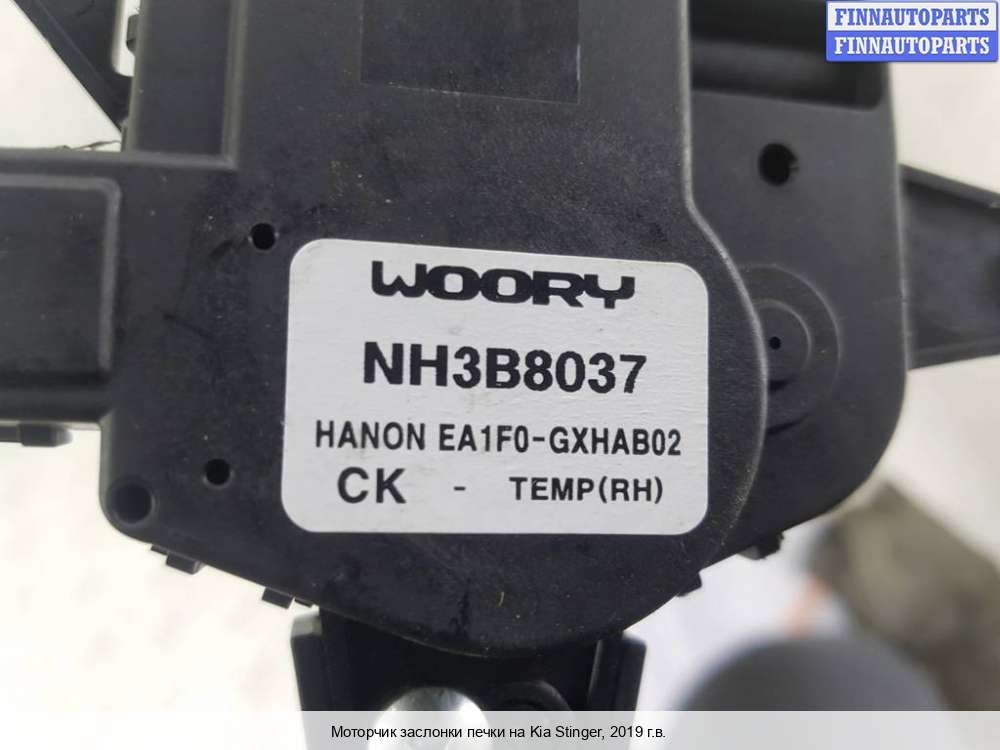 FINNAUTOPARTS
FINNAUTOPARTS
WOORY
NH3B8037
HANON EA1F0-GXHAB02
CK - TEMP(RH)
Моторчик заслонки печки на Kia Stinger, 2019 г.в.